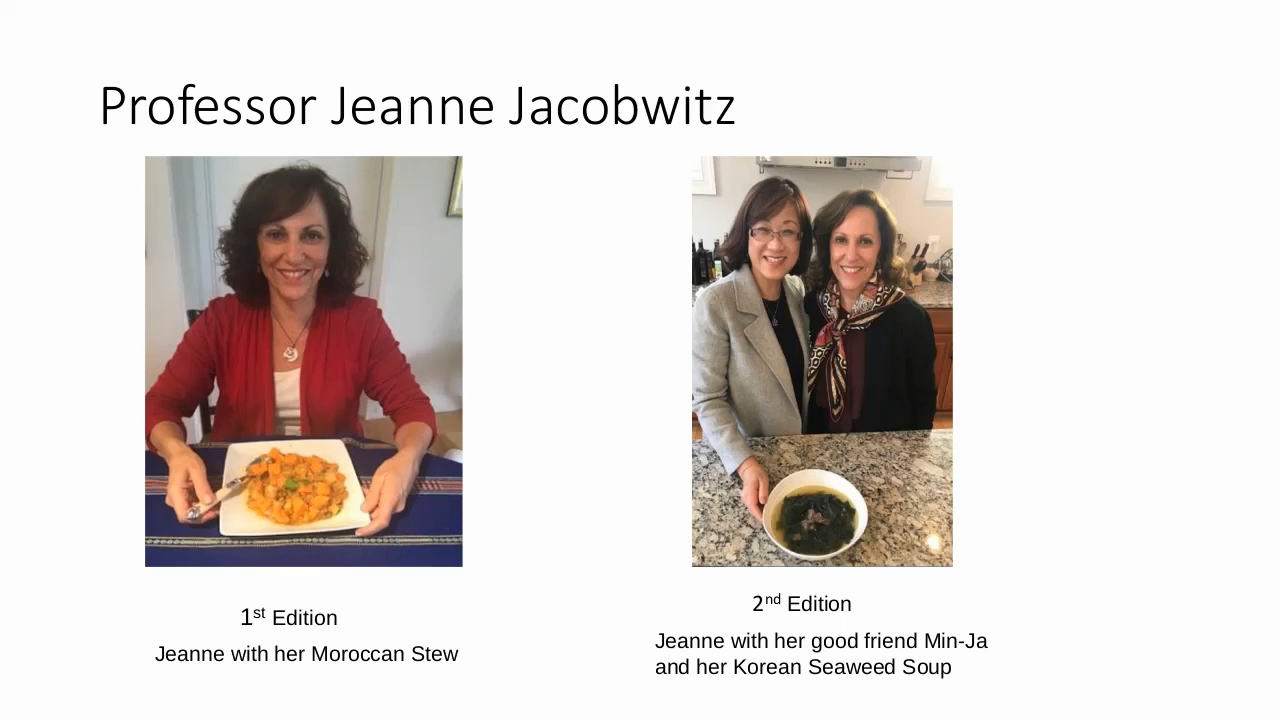 Professor Jeanne Jacobwitz
1st Edition
Jeanne with her Moroccan Stew
2nd Edition
Jeanne with her good friend Min-Ja
and her Korean Seaweed Soup